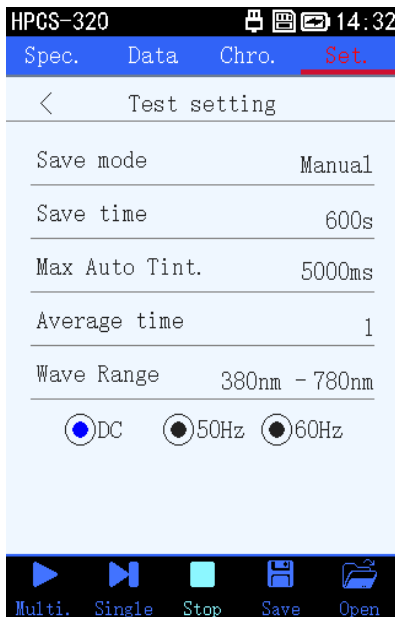 HPCS-320 14:32
Spec. Data Chro. Set.
< Test setting
Save mode Manual
Save time 600s
Max Auto Tint. 5000ms
Average time 1
Wave Range 380nm - 780nm
DC 50Hz 60Hz
Multi. Single Stop Save Open